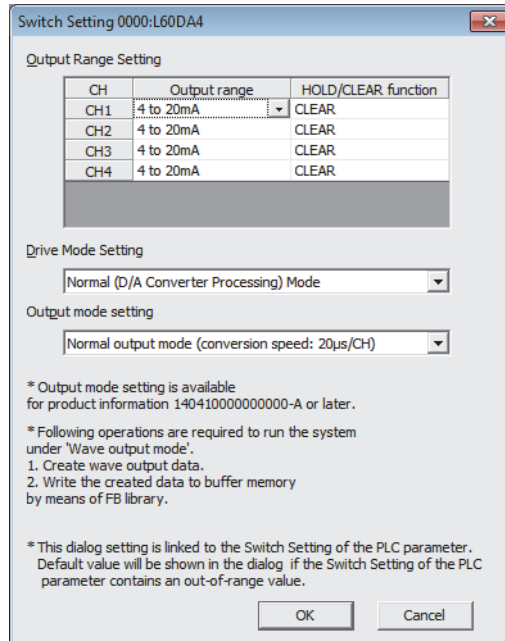 Switch Setting 0000:L60DA4
Output Range Setting
CH Output range HOLD/CLEAR function
CH1 4 to 20mA CLEAR
CH2 4 to 20mA CLEAR
CH3 4 to 20mA CLEAR
CH4 4 to 20mA CLEAR
Drive Mode Setting
Normal (D/A Converter Processing) Mode
Output mode setting
Normal output mode (conversion speed: 20µs/CH)
* Output mode setting is available
for product information 140410000000000-A or later.
* Following operations are required to run the system
under 'Wave output mode'.
1. Create wave output data.
2. Write the created data to buffer memory
by means of FB library.
* This dialog setting is linked to the Switch Setting of the PLC parameter.
Default value will be shown in the dialog if the Switch Setting of the PLC
parameter contains an out-of-range value.
OK Cancel